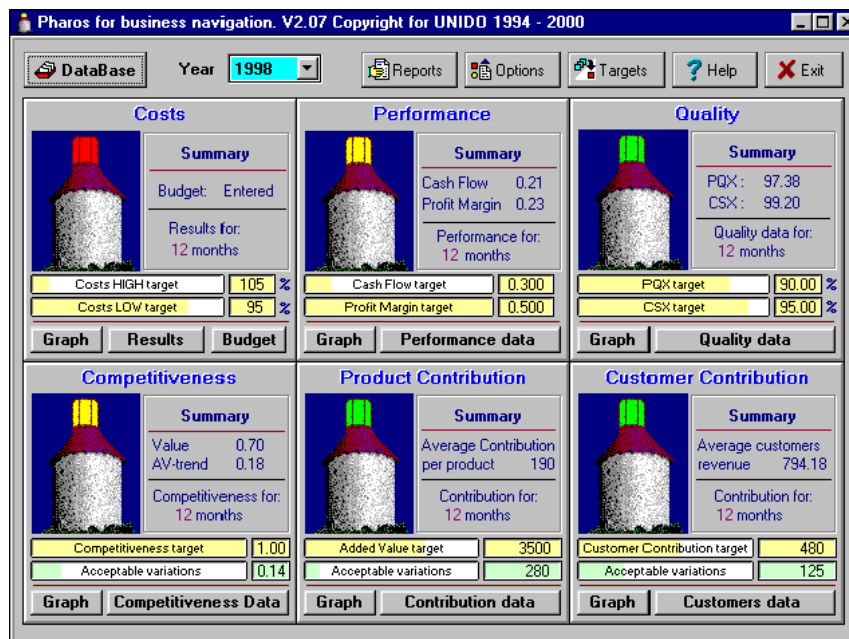 Pharos for business navigation. V2.07 Copyright for UNIDO 1994 - 2000
DataBase Year 1998 Reports Options Targets ? Help Exit
Costs
Summary
Budget: Entered
Results for:
12 months
Costs HIGH target 105 %
Costs LOW target 95 %
Graph Results Budget
Performance
Summary
Cash Flow 0.21
Profit Margin 0.23
Performance for:
12 months
Cash Flow target 0.300
Profit Margin target 0.500
Graph Performance data
Quality
Summary
PQX : 97.38
CSX : 99.20
Quality data for:
12 months
PQX target 90.00 %
CSX target 95.00 %
Graph Quality data
Competitiveness
Summary
Value 0.70
AV-trend 0.18
Competitiveness for:
12 months
Competitiveness target 1.00
Acceptable variations 0.14
Graph Competitiveness Data
Product Contribution
Summary
Average Contribution
per product 190
Contribution for:
12 months
Added Value target 3500
Acceptable variations 280
Graph Contribution data
Customer Contribution
Summary
Average customers
revenue 794.18
Contribution for:
12 months
Customer Contribution target 480
Acceptable variations 125
Graph Customers data